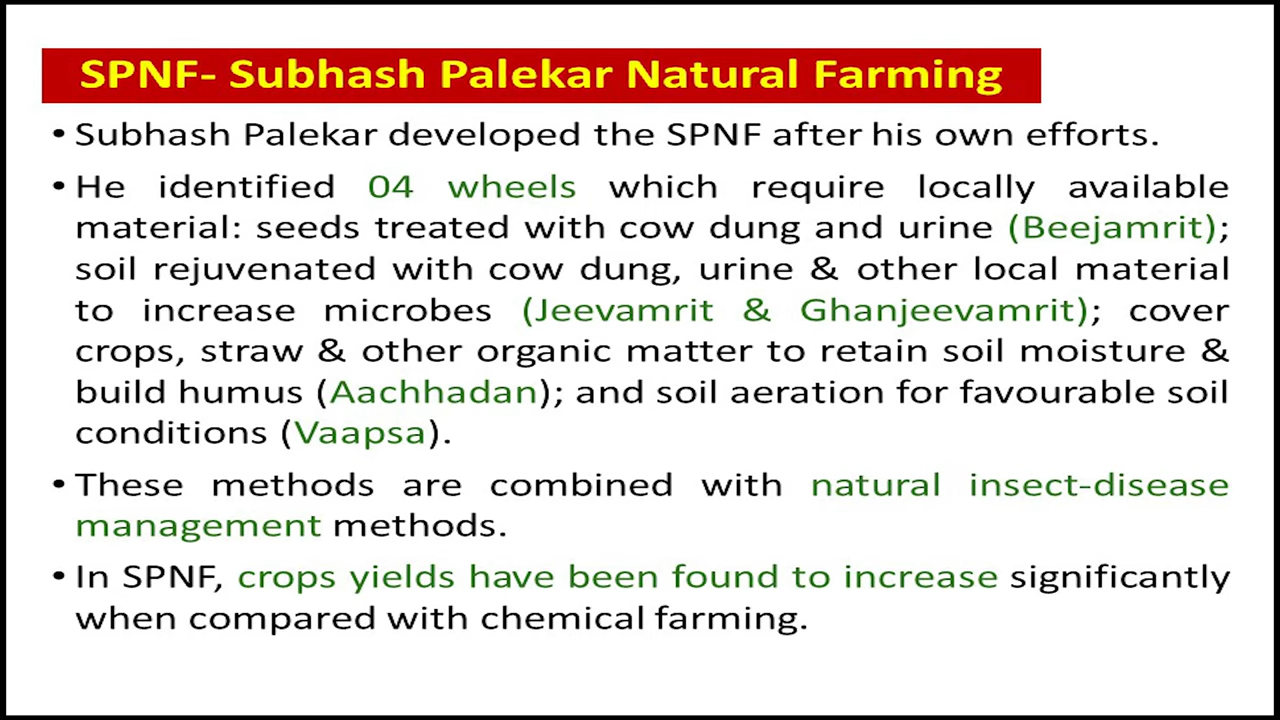 SPNF- Subhash Palekar Natural Farming
• Subhash Palekar developed the SPNF after his own efforts.
• He identified 04 wheels which require locally available
material: seeds treated with cow dung and urine (Beejamrit);
soil rejuvenated with cow dung, urine & other local material
to increase microbes (Jeevamrit & Ghanjeevamrit); cover
crops, straw & other organic matter to retain soil moisture &
build humus (Aachhadan); and soil aeration for favourable soil
conditions (Vaapsa).
• These methods are combined with natural insect-disease
management methods.
• In SPNF, crops yields have been found to increase significantly
when compared with chemical farming.